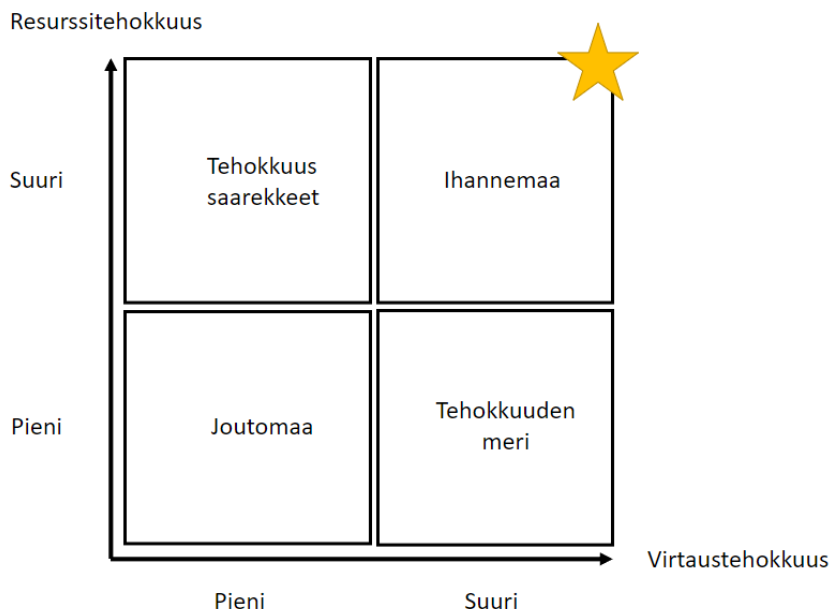 Resurssitehokkuus
Suuri
Tehokkuus
saarekkeet
Ihannemaa
Pieni
Joutomaa
Tehokkuuden
meri
Virtaustehokkuus
Pieni
Suuri